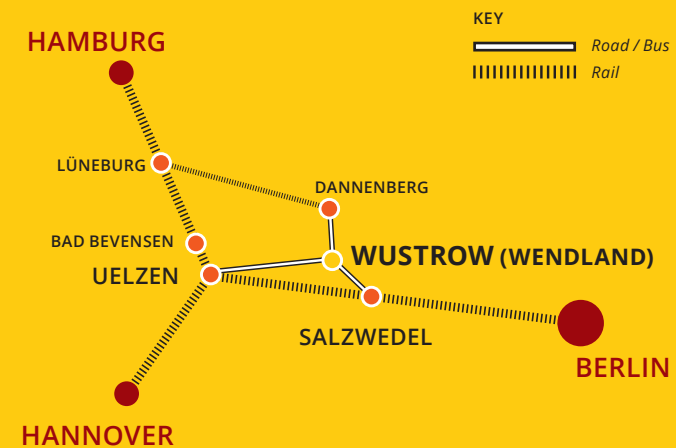 KEY
HAMBURG
Road / Bus
Rail
LÜNEBURG
DANNENBERG
BAD BEVENSEN
WUSTROW (WENDLAND)
UELZEN
SALZWEDEL
BERLIN
HANNOVER